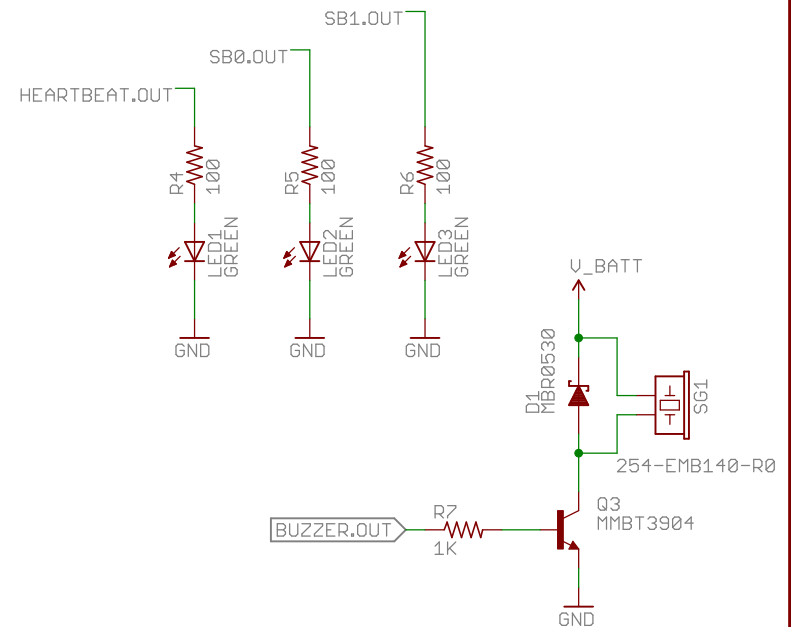 SB1.OUT
SB0.OUT
HEARTBEAT.OUT
R4
100
R5
100
R6
100
LED1
GREEN
LED2
GREEN
LED3
GREEN
GND
GND
GND
V_BATT
D1
MBR0530
SG1
254-EMB140-R0
Q3
MMBT3904
R7
1K
BUZZER.OUT
GND